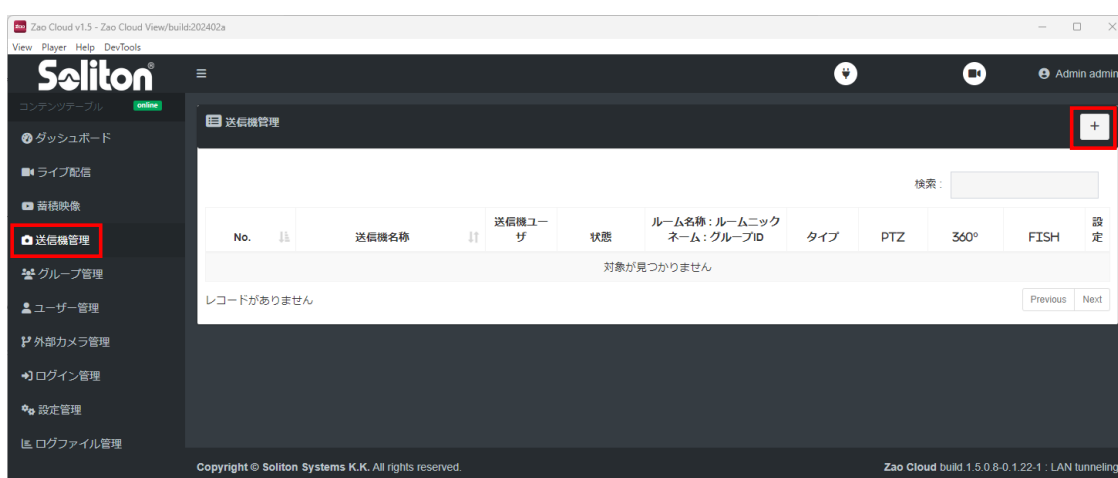 Zao Cloud v1.5 - Zao Cloud View/build:202402a
View Player Help DevTools
Soliton®
Admin admin
コンテンツテーブル online
ダッシュボード
ライブ配信
蓄積映像
送信機管理
グループ管理
ユーザー管理
外部カメラ管理
ログイン管理
設定管理
ログファイル管理
送信機管理
+
検索 :
No. 送信機名称 送信機ユーザ 状態 ルーム名称 : ルームニックネーム : グループID タイプ PTZ 360° FISH 設定
対象が見つかりません
レコードがありません
Previous Next
Copyright © Soliton Systems K.K. All rights reserved.
Zao Cloud build.1.5.0.8-0.1.22-1 : LAN tunneling